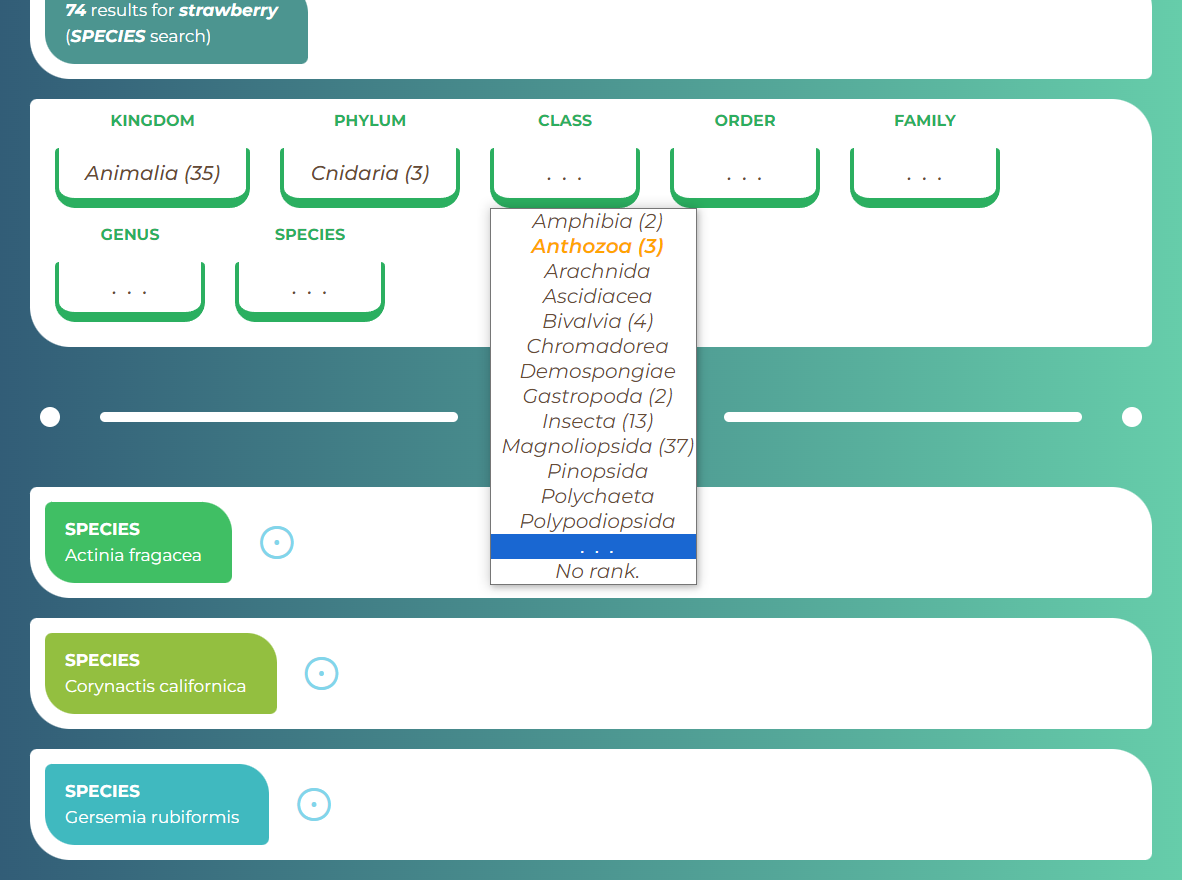 74 results for strawberry
(SPECIES search)
KINGDOM PHYLUM CLASS ORDER FAMILY
Animalia (35) Cnidaria (3) . . . . . . . . .
GENUS SPECIES
. . . . . .
Amphibia (2)
Anthozoa (3)
Arachnida
Ascidiacea
Bivalvia (4)
Chromadorea
Demospongiae
Gastropoda (2)
Insecta (13)
Magnoliopsida (37)
Pinopsida
Polychaeta
Polypodiopsida
. . .
No rank.
SPECIES
Actinia fragacea
SPECIES
Corynactis californica
SPECIES
Gersemia rubiformis